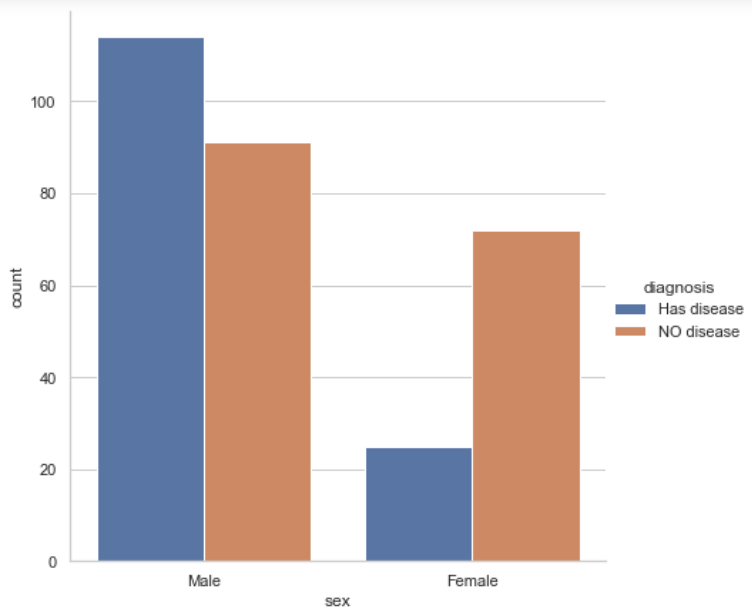 100
80
60
40
20
0
count
Male Female
sex
diagnosis
Has disease
NO disease